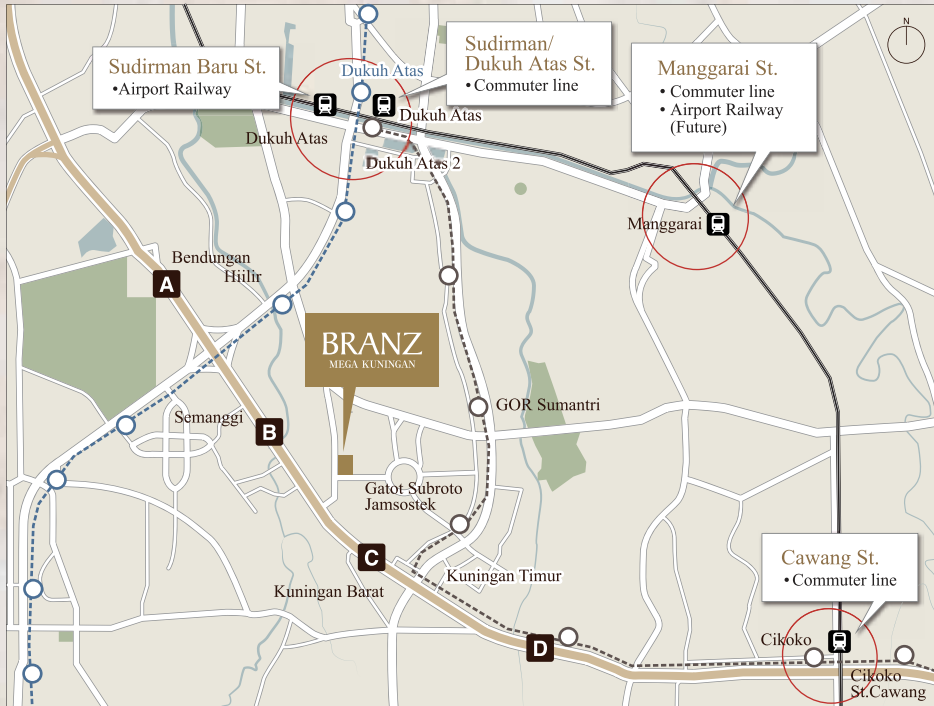 N
Sudirman Baru St.
•Airport Railway
Sudirman/
Dukuh Atas St.
•Commuter line
Manggarai St.
• Commuter line
• Airport Railway
(Future)
Dukuh Atas
Dukuh Atas
Dukuh Atas
Dukuh Atas 2
Manggarai
Bendungan
Hiilir
A
BRANZ
MEGA KUNINGAN
Semanggi
B
GOR Sumantri
Gatot Subroto
Jamsostek
C
Kuningan Timur
Kuningan Barat
D
Cawang St.
•Commuter line
Cikoko
Cikoko
St.Cawang